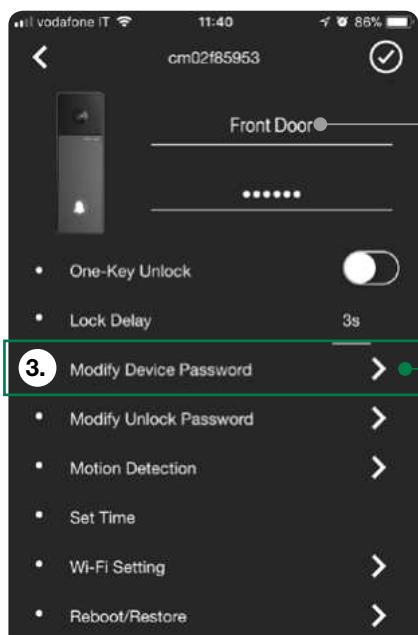 vodafone IT 11:40 86%
cm02f85953
Front Door
••••••
One-Key Unlock
Lock Delay 3s
3. Modify Device Password
Modify Unlock Password
Motion Detection
Set Time
Wi-Fi Setting
Reboot/Restore